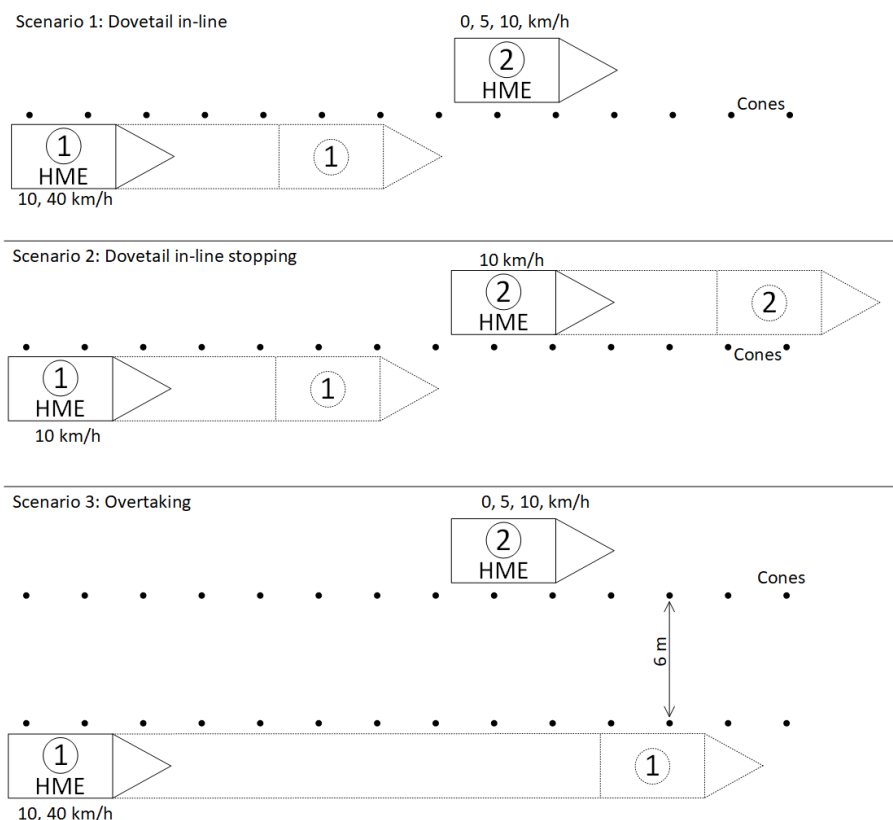 Scenario 1: Dovetail in-line
0, 5, 10, km/h
2
HME
Cones
1
HME
1
10, 40 km/h
Scenario 2: Dovetail in-line stopping
10 km/h
2
HME
2
Cones
1
HME
1
10 km/h
Scenario 3: Overtaking
0, 5, 10, km/h
2
HME
Cones
6 m
1
HME
1
10, 40 km/h